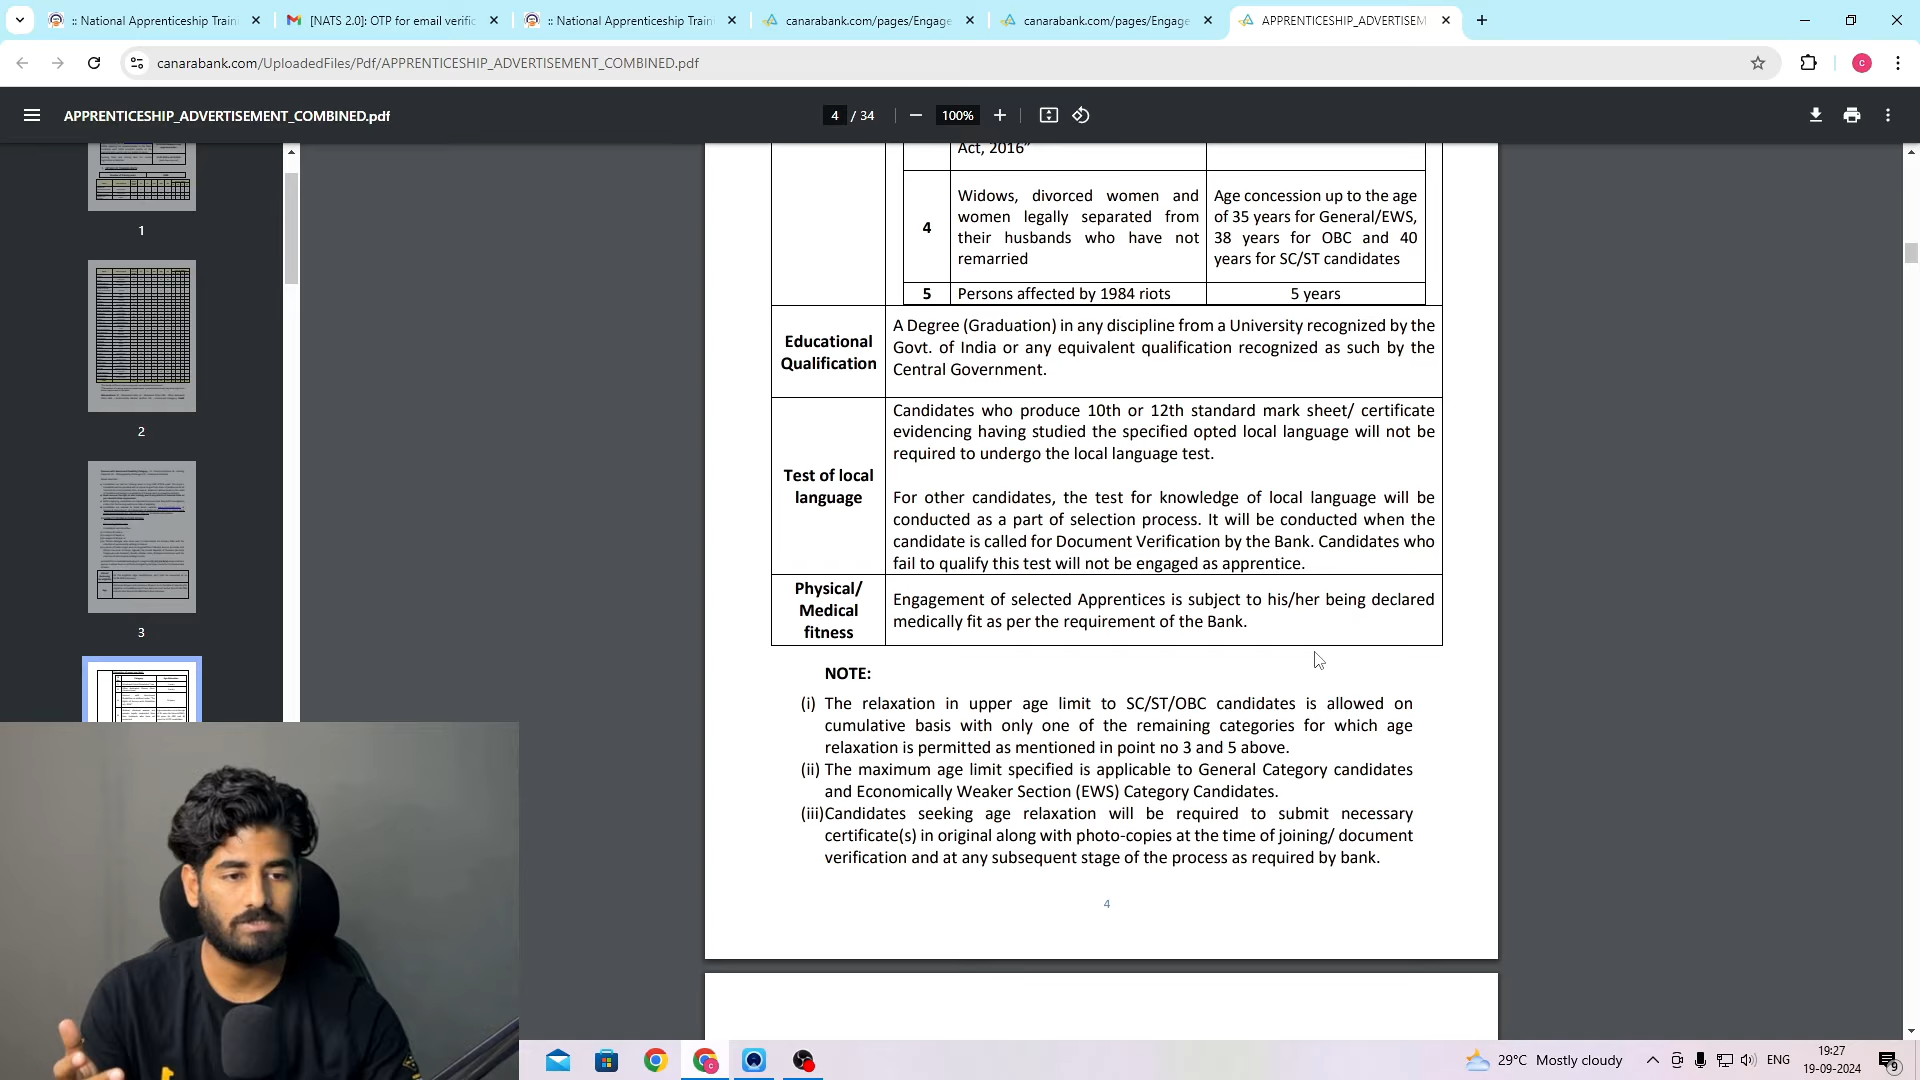 :: National Apprenticeship Traini
[NATS 2.0]: OTP for email verific
:: National Apprenticeship Traini
canarabank.com/pages/Engage
canarabank.com/pages/Engage
APPRENTICESHIP_ADVERTISEM
canarabank.com/UploadedFiles/Pdf/APPRENTICESHIP_ADVERTISEMENT_COMBINED.pdf
c
APPRENTICESHIP_ADVERTISEMENT_COMBINED.pdf
4 / 34
100%
1
2
3
Act, 2016”
4
Widows, divorced women and
women legally separated from
their husbands who have not
remarried
Age concession up to the age
of 35 years for General/EWS,
38 years for OBC and 40
years for SC/ST candidates
5
Persons affected by 1984 riots
5 years
Educational
Qualification
A Degree (Graduation) in any discipline from a University recognized by the
Govt. of India or any equivalent qualification recognized as such by the
Central Government.
Test of local
language
Candidates who produce 10th or 12th standard mark sheet/ certificate
evidencing having studied the specified opted local language will not be
required to undergo the local language test.
For other candidates, the test for knowledge of local language will be
conducted as a part of selection process. It will be conducted when the
candidate is called for Document Verification by the Bank. Candidates who
fail to qualify this test will not be engaged as apprentice.
Physical/
Medical
fitness
Engagement of selected Apprentices is subject to his/her being declared
medically fit as per the requirement of the Bank.
NOTE:
(i) The relaxation in upper age limit to SC/ST/OBC candidates is allowed on
cumulative basis with only one of the remaining categories for which age
relaxation is permitted as mentioned in point no 3 and 5 above.
(ii) The maximum age limit specified is applicable to General Category candidates
and Economically Weaker Section (EWS) Category Candidates.
(iii)Candidates seeking age relaxation will be required to submit necessary
certificate(s) in original along with photo-copies at the time of joining/ document
verification and at any subsequent stage of the process as required by bank.
4
29°C Mostly cloudy
ENG
19:27
19-09-2024
9